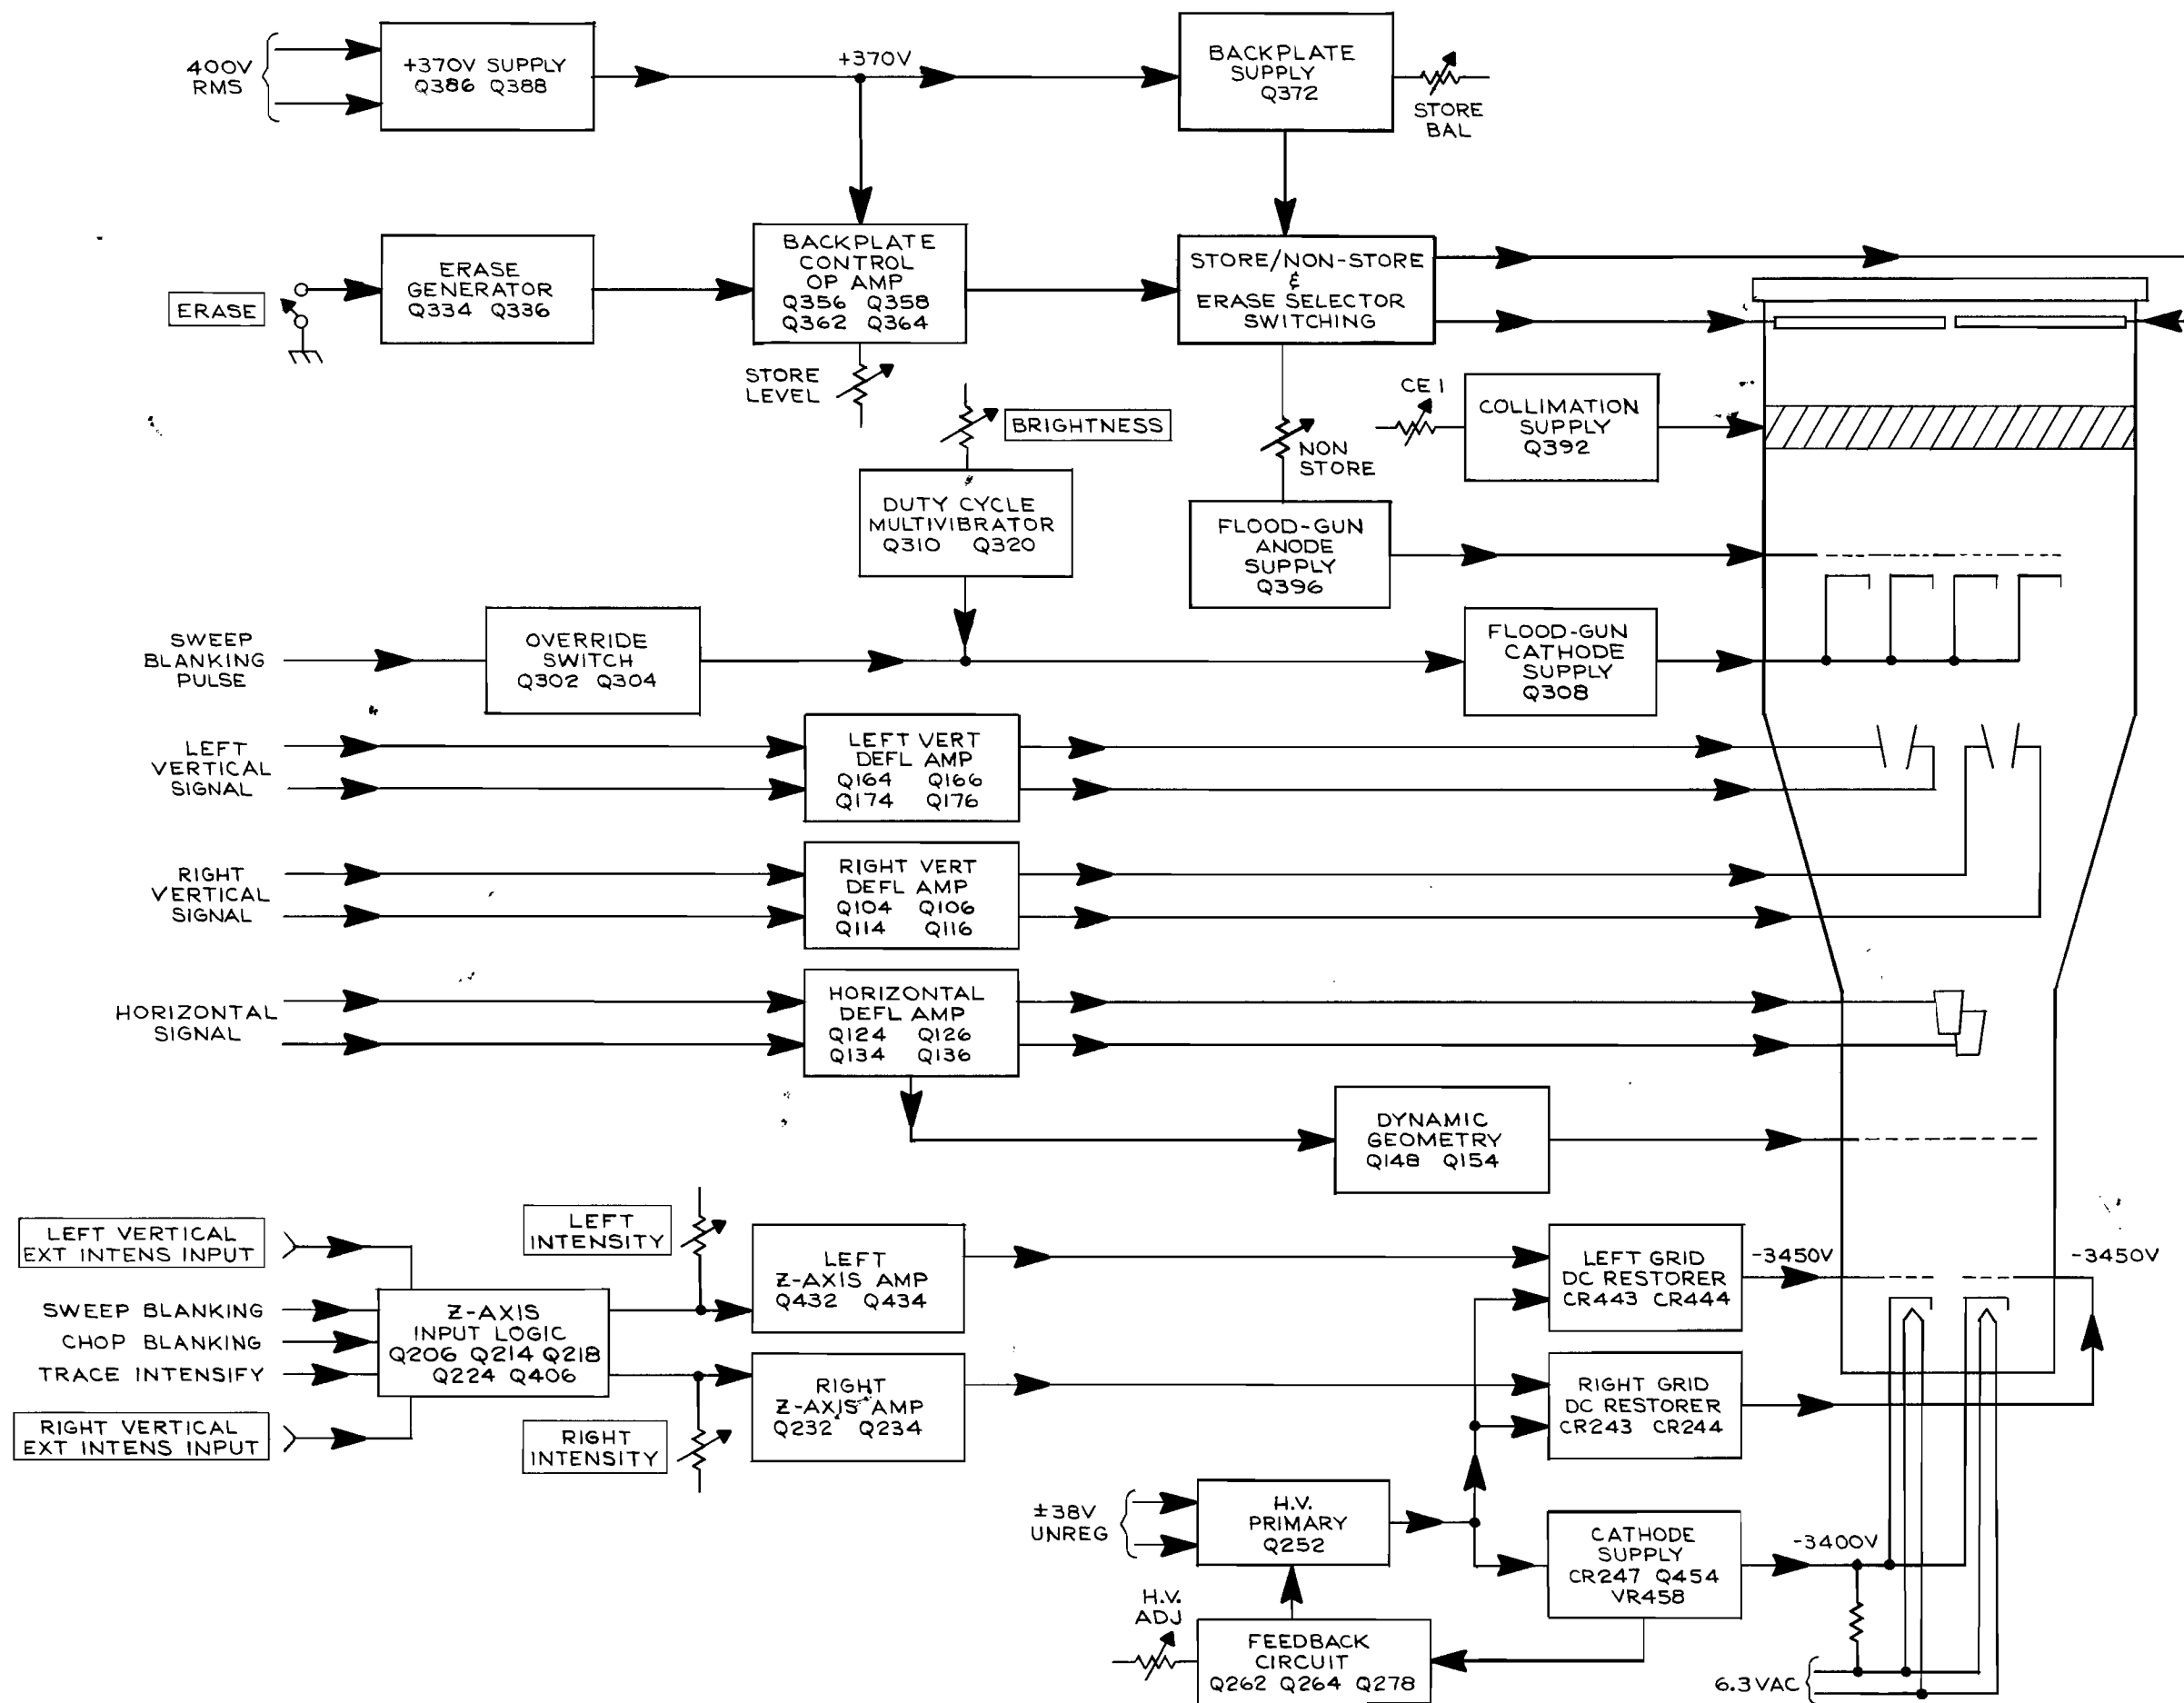 400V
RMS
+370V SUPPLY
Q386 Q388
+370V
BACKPLATE
SUPPLY
Q372
STORE
BAL
ERASE
ERASE
GENERATOR
Q334 Q336
BACKPLATE
CONTROL
OP AMP
Q356 Q358
Q362 Q364
STORE
LEVEL
STORE/NON-STORE
&
ERASE SELECTOR
SWITCHING
BRIGHTNESS
NON
STORE
CE I
COLLIMATION
SUPPLY
Q392
DUTY CYCLE
MULTIVIBRATOR
Q310 Q320
FLOOD-GUN
ANODE
SUPPLY
Q396
SWEEP
BLANKING
PULSE
OVERRIDE
SWITCH
Q302 Q304
FLOOD-GUN
CATHODE
SUPPLY
Q308
LEFT
VERTICAL
SIGNAL
LEFT VERT
DEFL AMP
Q164 Q166
Q174 Q176
RIGHT
VERTICAL
SIGNAL
RIGHT VERT
DEFL AMP
Q104 Q106
Q114 Q116
HORIZONTAL
SIGNAL
HORIZONTAL
DEFL AMP
Q124 Q126
Q134 Q136
DYNAMIC
GEOMETRY
Q148 Q154
LEFT VERTICAL
EXT INTENS INPUT
SWEEP BLANKING
CHOP BLANKING
TRACE INTENSIFY
RIGHT VERTICAL
EXT INTENS INPUT
Z-AXIS
INPUT LOGIC
Q206 Q214 Q218
Q224 Q406
LEFT
INTENSITY
RIGHT
INTENSITY
LEFT
Z-AXIS AMP
Q432 Q434
RIGHT
Z-AXIS AMP
Q232 Q234
LEFT GRID
DC RESTORER
CR443 CR444
-3450V
-3450V
RIGHT GRID
DC RESTORER
CR243 CR244
±38V
UNREG
H.V.
PRIMARY
Q252
CATHODE
SUPPLY
CR247 Q454
VR458
-3400V
H.V.
ADJ
FEEDBACK
CIRCUIT
Q262 Q264 Q278
6.3VAC